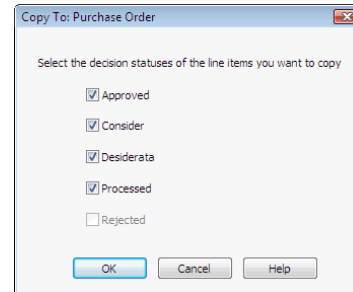 Copy To: Purchase Order
Select the decision statuses of the line items you want to copy
Approved
Consider
Desiderata
Processed
Rejected
OK Cancel Help